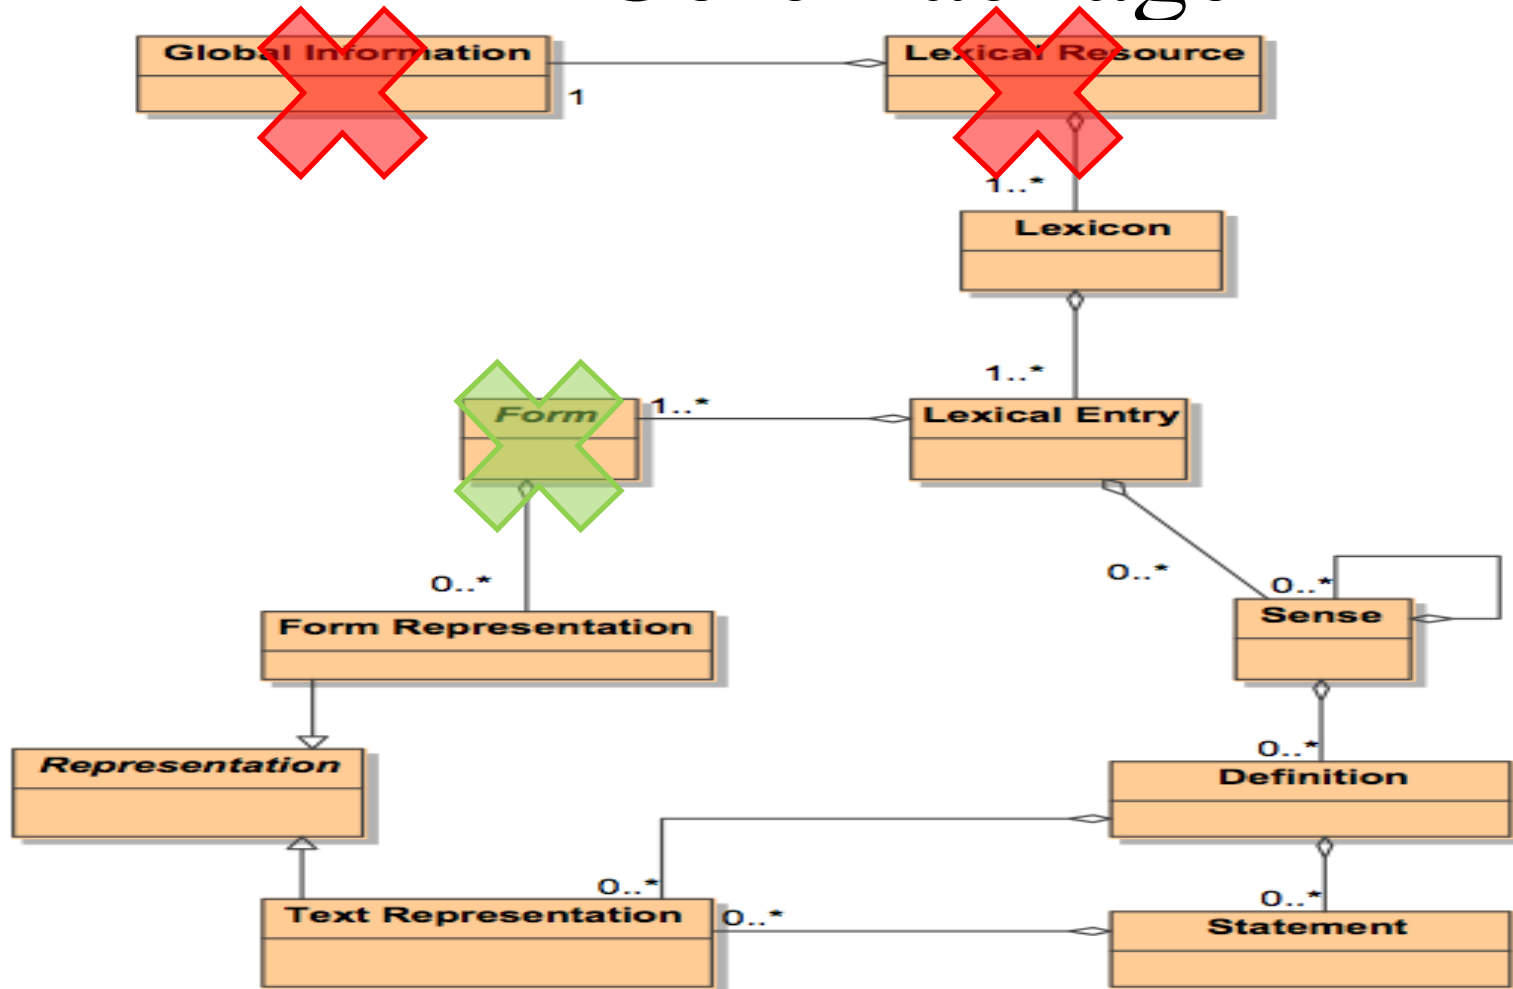 Global Information
Lexical Resource
1
1..*
Lexicon
1..*
Form
1..*
Lexical Entry
0..*
0..*
0..*
Form Representation
Sense
0..*
Representation
Definition
0..*
0..*
Text Representation
0..*
Statement